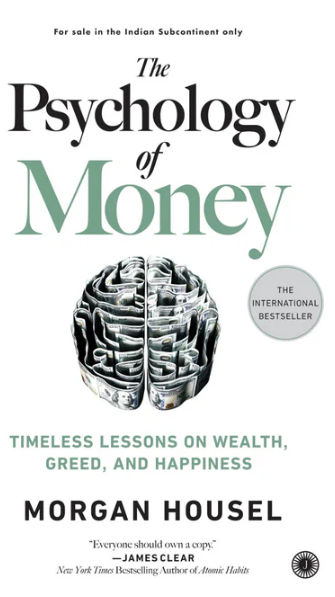 For sale in the Indian Subcontinent only
The
Psychology
of
Money
THE
INTERNATIONAL
BESTSELLER
TIMELESS LESSONS ON WEALTH,
GREED, AND HAPPINESS
MORGAN HOUSEL
“Everyone should own a copy.”
—JAMES CLEAR
New York Times Bestselling Author of Atomic Habits
J